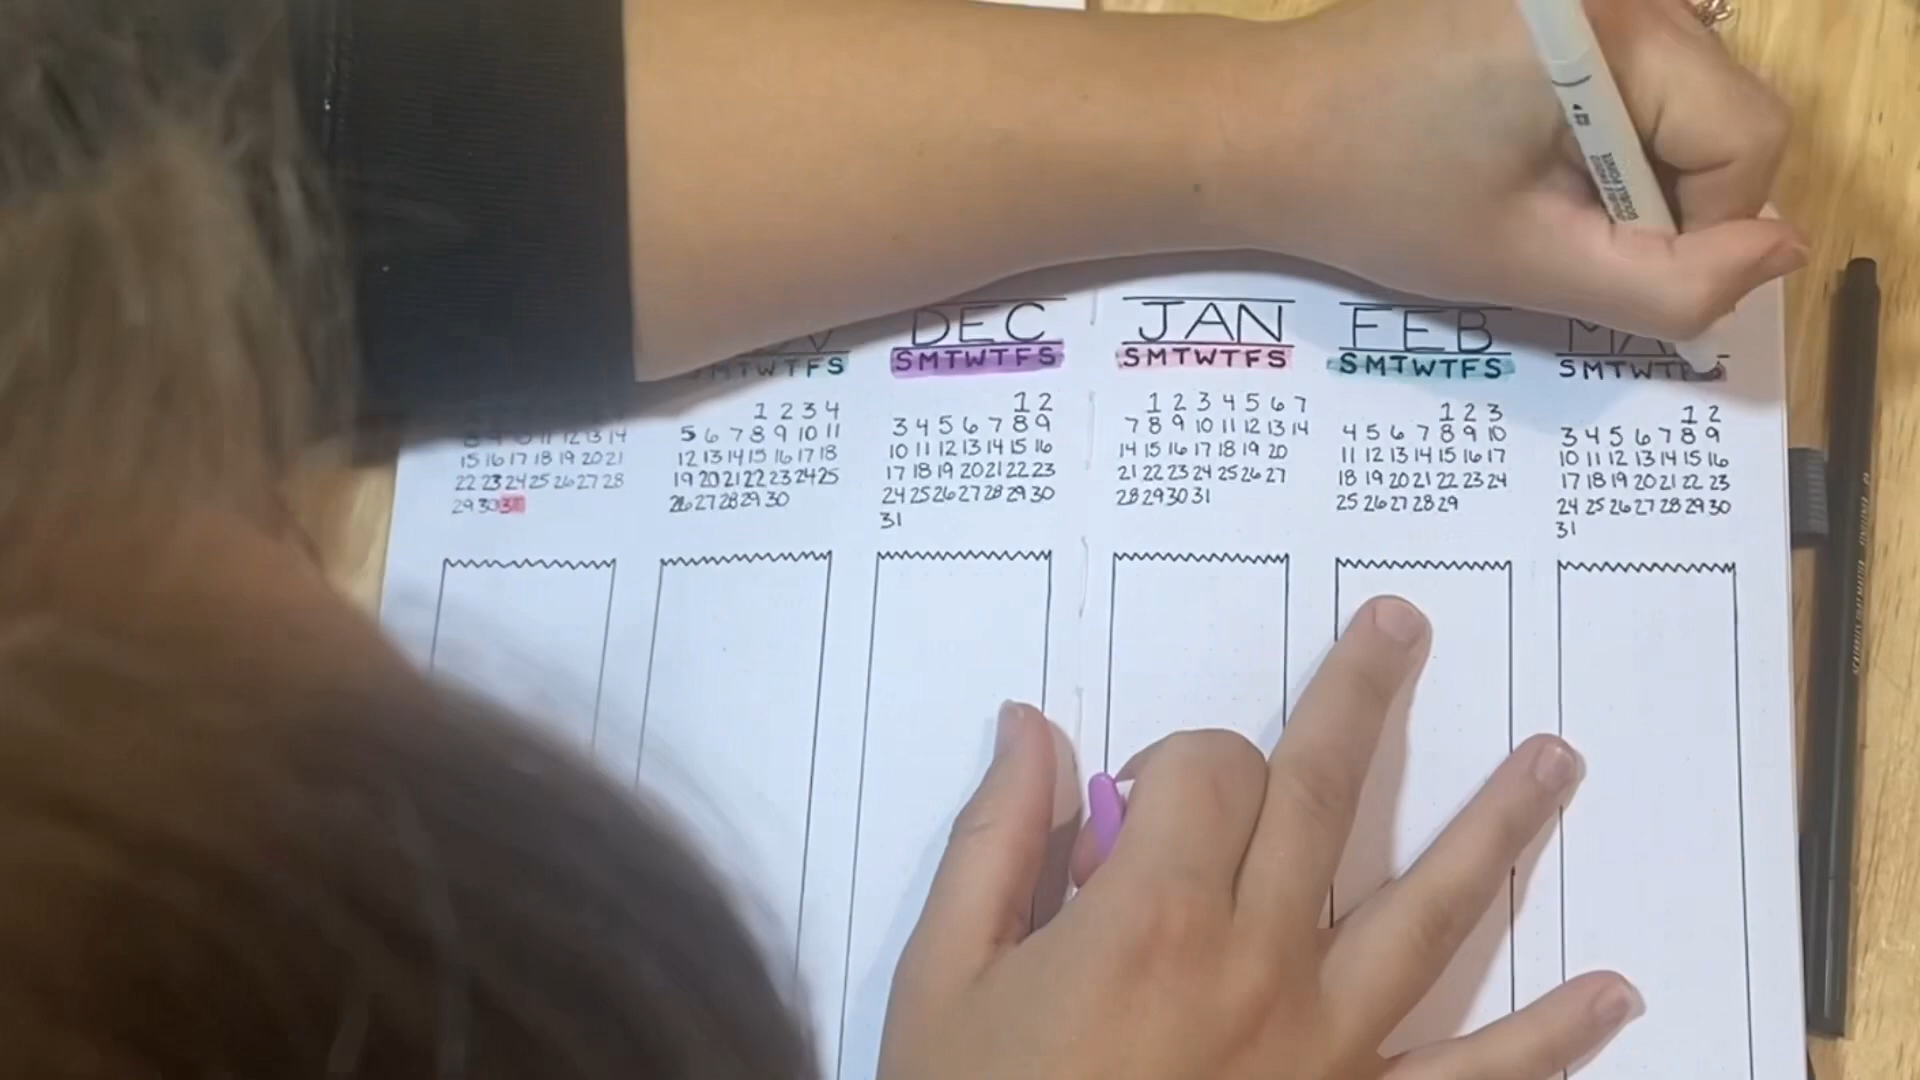 DEC
JAN
FEB
SMTWTFS
SMTWTFS
SMTWTFS
SMTWT
12 13 14
15 16 17 18 19 20 21
22 23 24 25 26 27 28
29 30 31
1 2 3 4
5 6 7 8 9 10 11
12 13 14 15 16 17 18
19 20 21 22 23 24 25
26 27 28 29 30
1 2
3 4 5 6 7 8 9
10 11 12 13 14 15 16
17 18 19 20 21 22 23
24 25 26 27 28 29 30
31
1 2 3 4 5 6 7
7 8 9 10 11 12 13 14
14 15 16 17 18 19 20
21 22 23 24 25 26 27
28 29 30 31
1 2 3
4 5 6 7 8 9 10
11 12 13 14 15 16 17
18 19 20 21 22 23 24
25 26 27 28 29
1 2
3 4 5 6 7 8 9
10 11 12 13 14 15 16
17 18 19 20 21 22 23
24 25 26 27 28 29 30
31